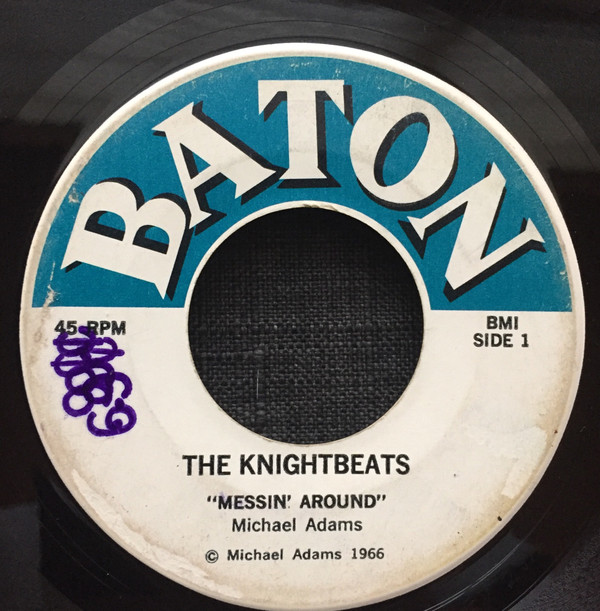 BATON
45 RPM
BMI
SIDE 1
THE KNIGHTBEATS
"MESSIN' AROUND"
Michael Adams
© Michael Adams 1966